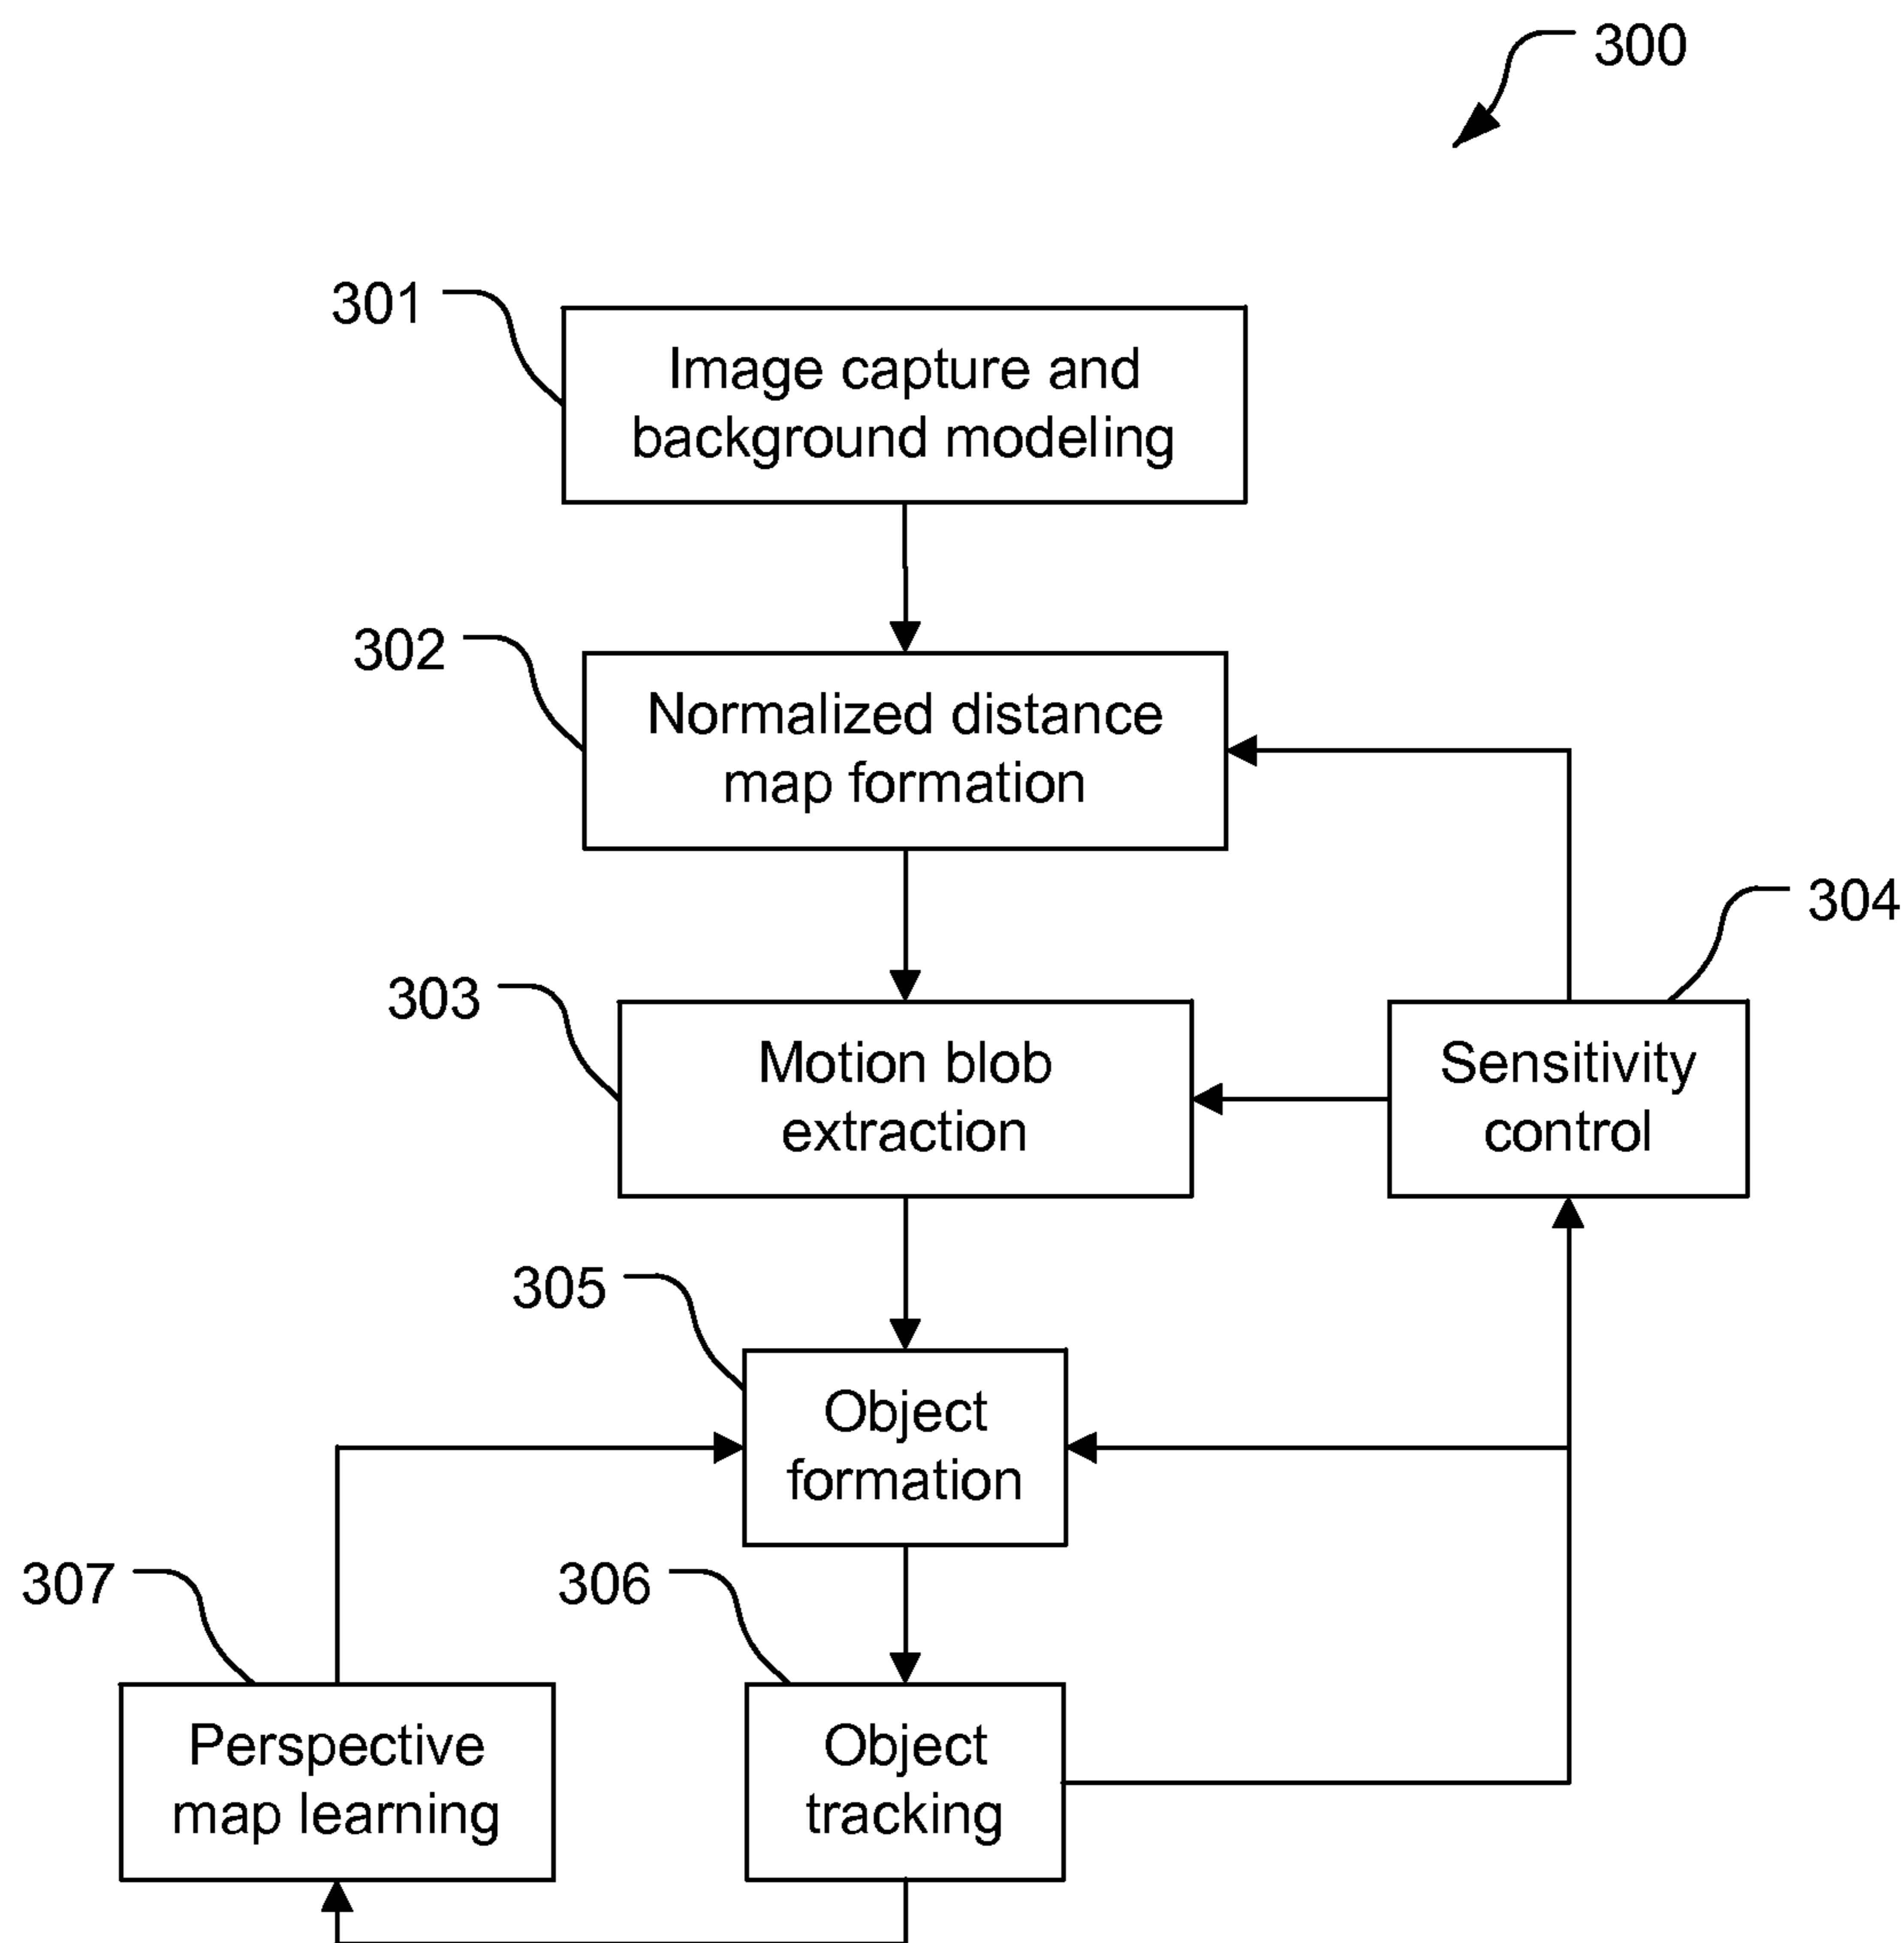 300
301
Image capture and
background modeling
302
Normalized distance
map formation
304
303
Motion blob
extraction
Sensitivity
control
305
Object
formation
307
306
Perspective
map learning
Object
tracking